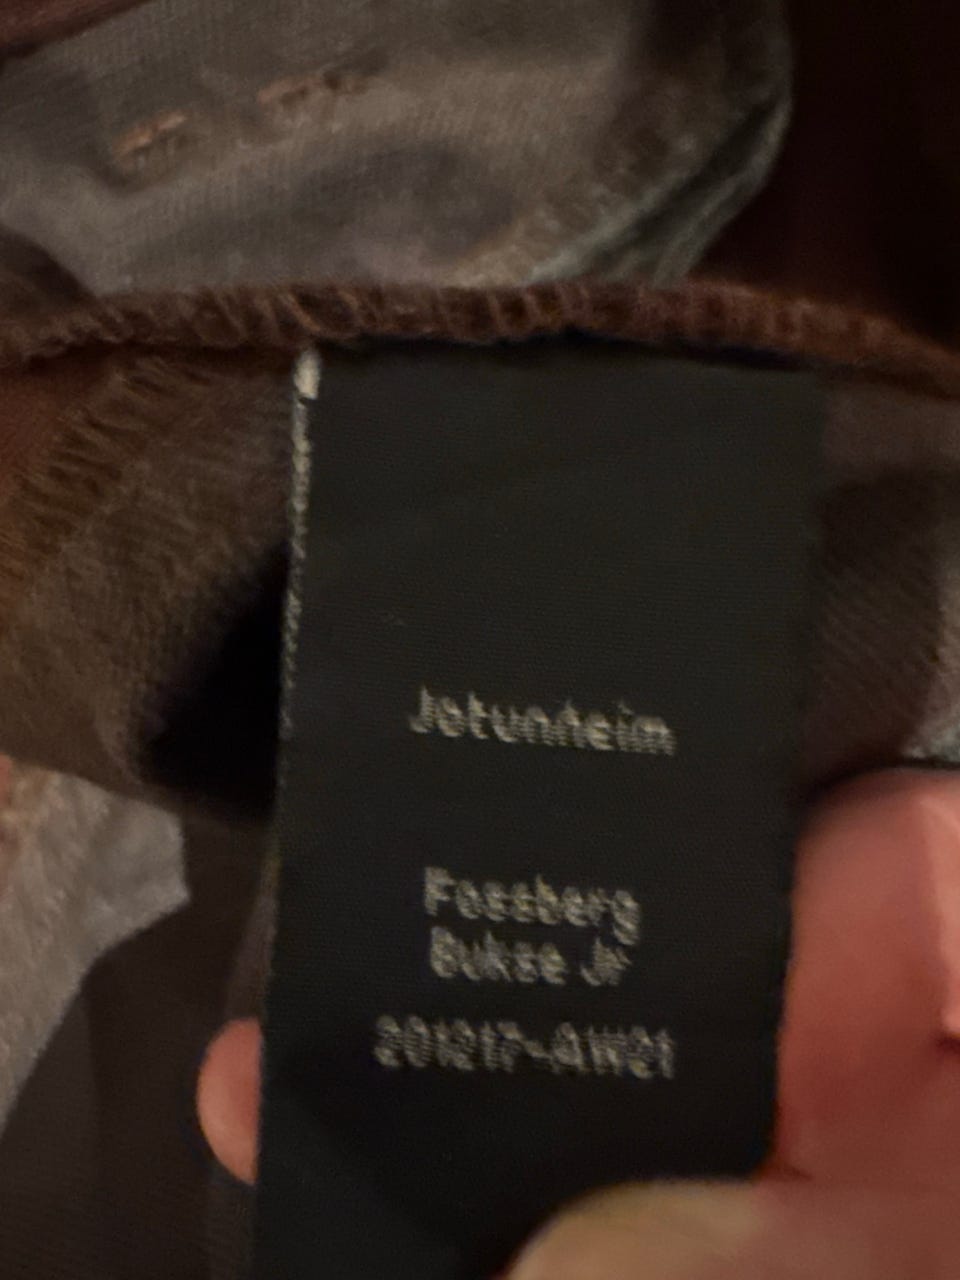 Jotunheim
Fossberg
Bukse Jr
201217-AW21